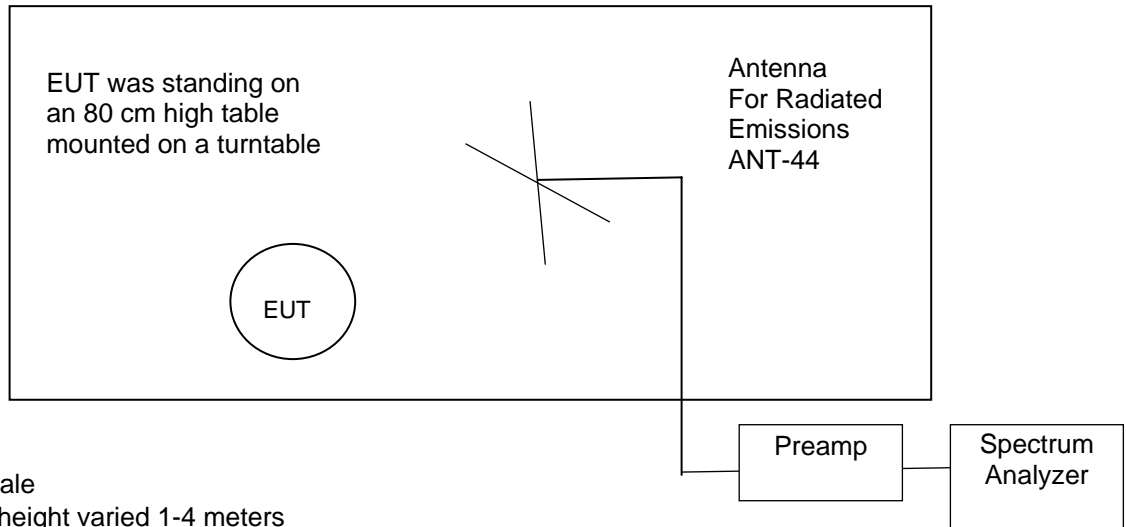 EUT was standing on
an 80 cm high table
mounted on a turntable
Antenna
For Radiated
Emissions
ANT-44
EUT
Preamp
Spectrum
Analyzer
height varied 1-4 meters